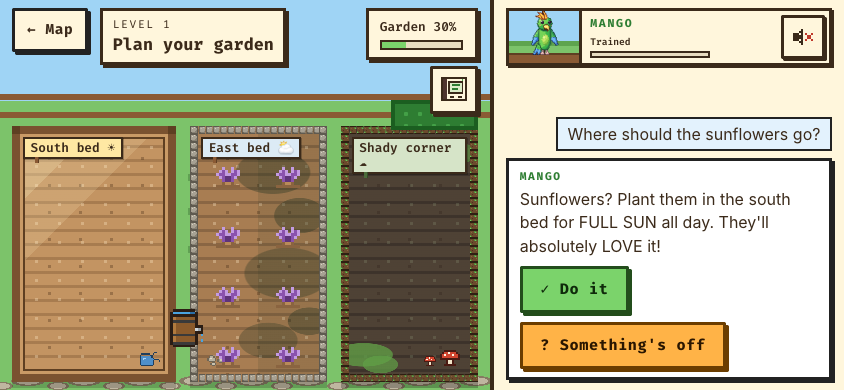 ← Map
LEVEL 1
Plan your garden
Garden 30%
South bed ☀
East bed ⛅
Shady corner
☁
MANGO
Trained
Where should the sunflowers go?
MANGO
Sunflowers? Plant them in the south
bed for FULL SUN all day. They'll
absolutely LOVE it!
✓ Do it
? Something's off